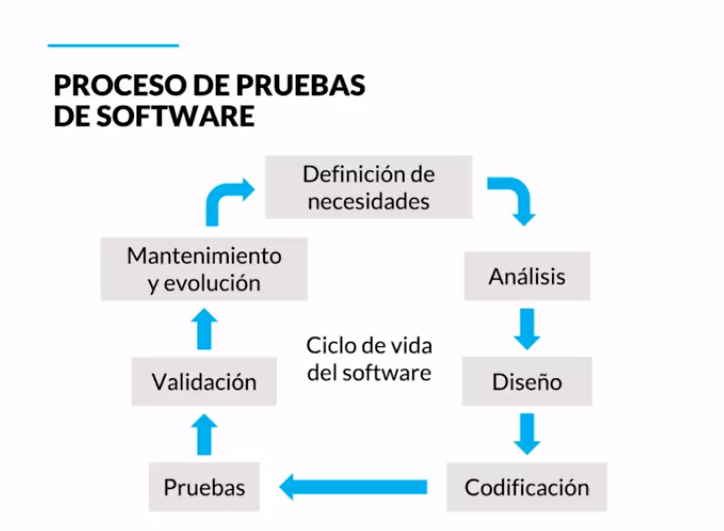 PROCESO DE PRUEBAS
DE SOFTWARE
Definición de
necesidades
Análisis
Diseño
Codificación
Pruebas
Validación
Mantenimiento
y evolución
Ciclo de vida
del software